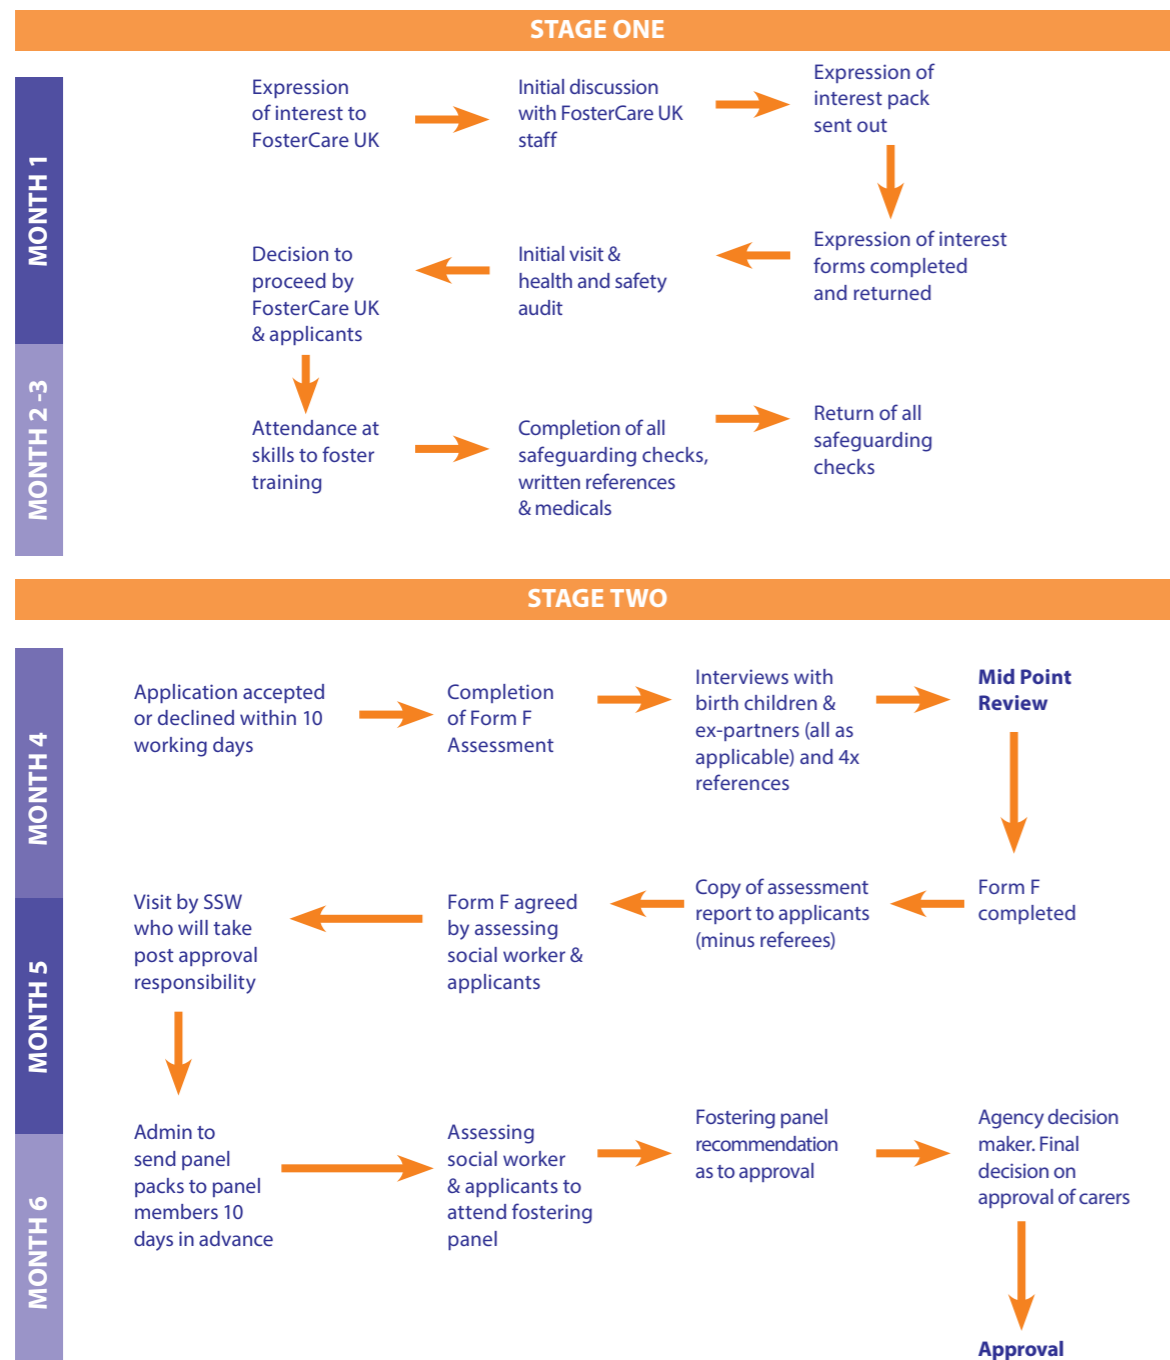 STAGE ONE
MONTH 1
Expression
of interest to
FosterCare UK
Initial discussion
with FosterCare UK
staff
Expression of
interest pack
sent out
Expression of interest
forms completed
and returned
Initial visit &
health and safety
audit
Decision to
proceed by
FosterCare UK
& applicants
MONTH 2 -3
Attendance at
skills to foster
training
Completion of all
safeguarding checks,
written references
& medicals
Return of all
safeguarding
checks
STAGE TWO
MONTH 4
Application accepted
or declined within 10
working days
Completion
of Form F
Assessment
Interviews with
birth children &
ex-partners (all as
applicable) and 4x
references
Mid Point
Review
Form F
completed
Copy of assessment
report to applicants
(minus referees)
Form F agreed
by assessing
social worker &
applicants
MONTH 5
Visit by SSW
who will take
post approval
responsibility
MONTH 6
Admin to
send panel
packs to panel
members 10
days in advance
Assessing
social worker
& applicants to
attend fostering
panel
Fostering panel
recommendation
as to approval
Agency decision
maker. Final
decision on
approval of carers
Approval